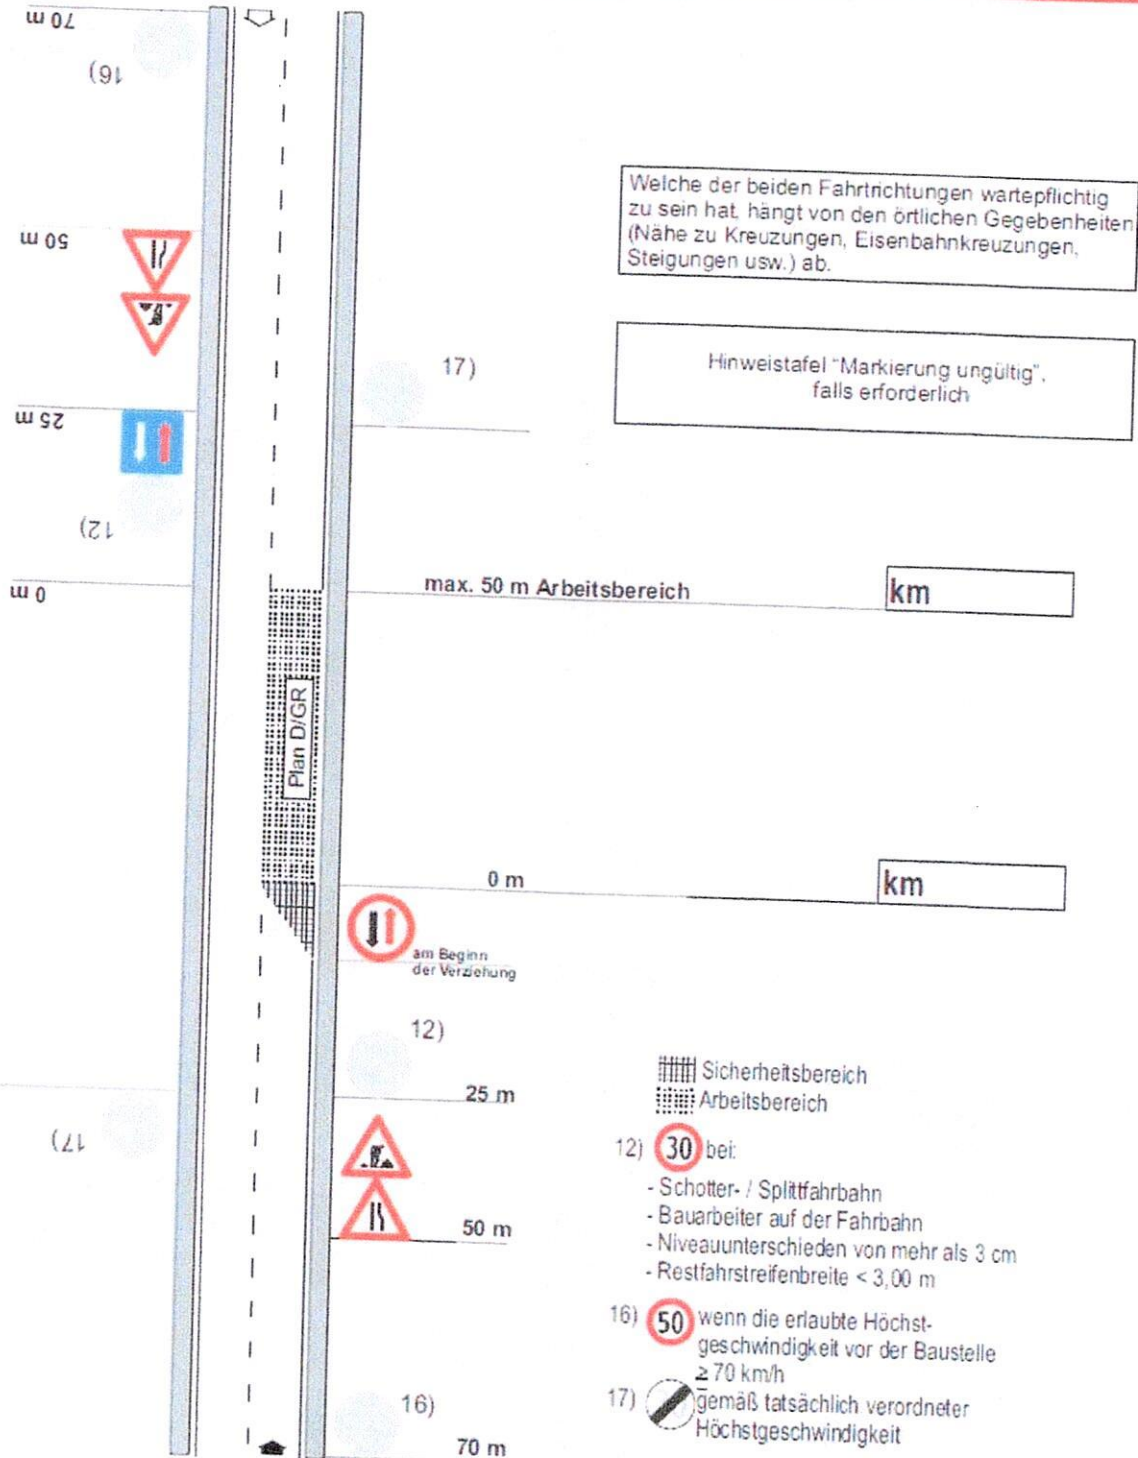 70 m
16)
50 m
25 m
12)
0 m
17)
Welche der beiden Fahrtrichtungen wartepflichtig
zu sein hat, hängt von den örtlichen Gegebenheiten
(Nähe zu Kreuzungen, Eisenbahnkreuzungen,
Steigungen usw.) ab.
Hinweistafel "Markierung ungültig",
falls erforderlich
17)
max. 50 m Arbeitsbereich
km
Plan D/GR
0 m
km
am Beginn
der Verziehung
12)
25 m
50 m
16)
70 m
Sicherheitsbereich
Arbeitsbereich
12) 30 bei:
- Schotter- / Splittfahrbahn
- Bauarbeiter auf der Fahrbahn
- Niveauunterschieden von mehr als 3 cm
- Restfahrstreifenbreite < 3,00 m
16) 50 wenn die erlaubte Höchst-
geschwindigkeit vor der Baustelle
≥ 70 km/h
17) gemäß tatsächlich verordneter
Höchstgeschwindigkeit